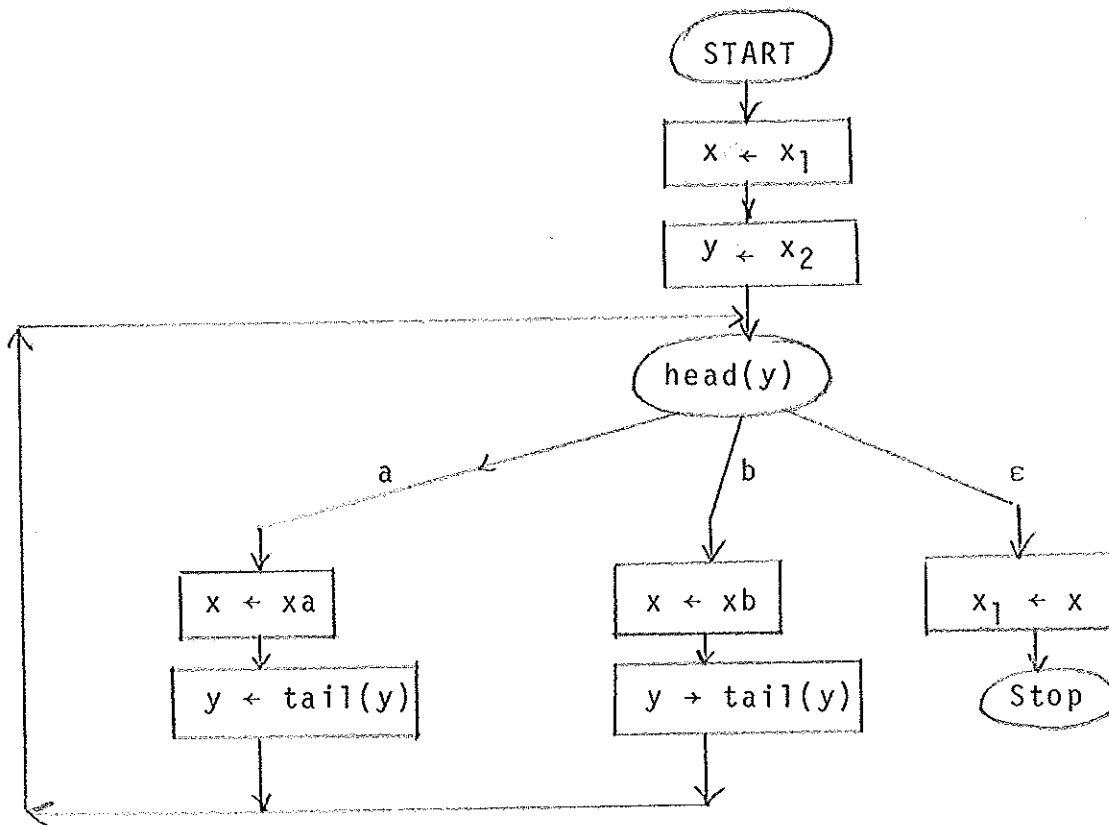 START
x ← x₁
y ← x₂
head(y)
a
b
ε
x ← xa
x ← xb
x₁ ← x
y ← tail(y)
y → tail(y)
Stop